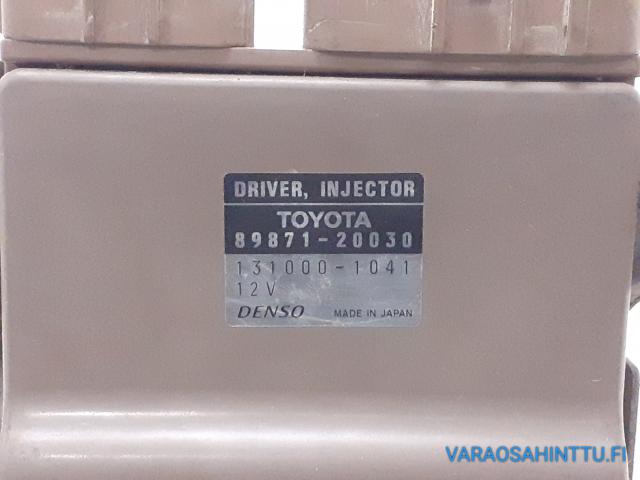 DRIVER, INJECTOR
TOYOTA
89871-20030
131000-1041
12V
DENSO MADE IN JAPAN
VARAOSAHINTTU.FI